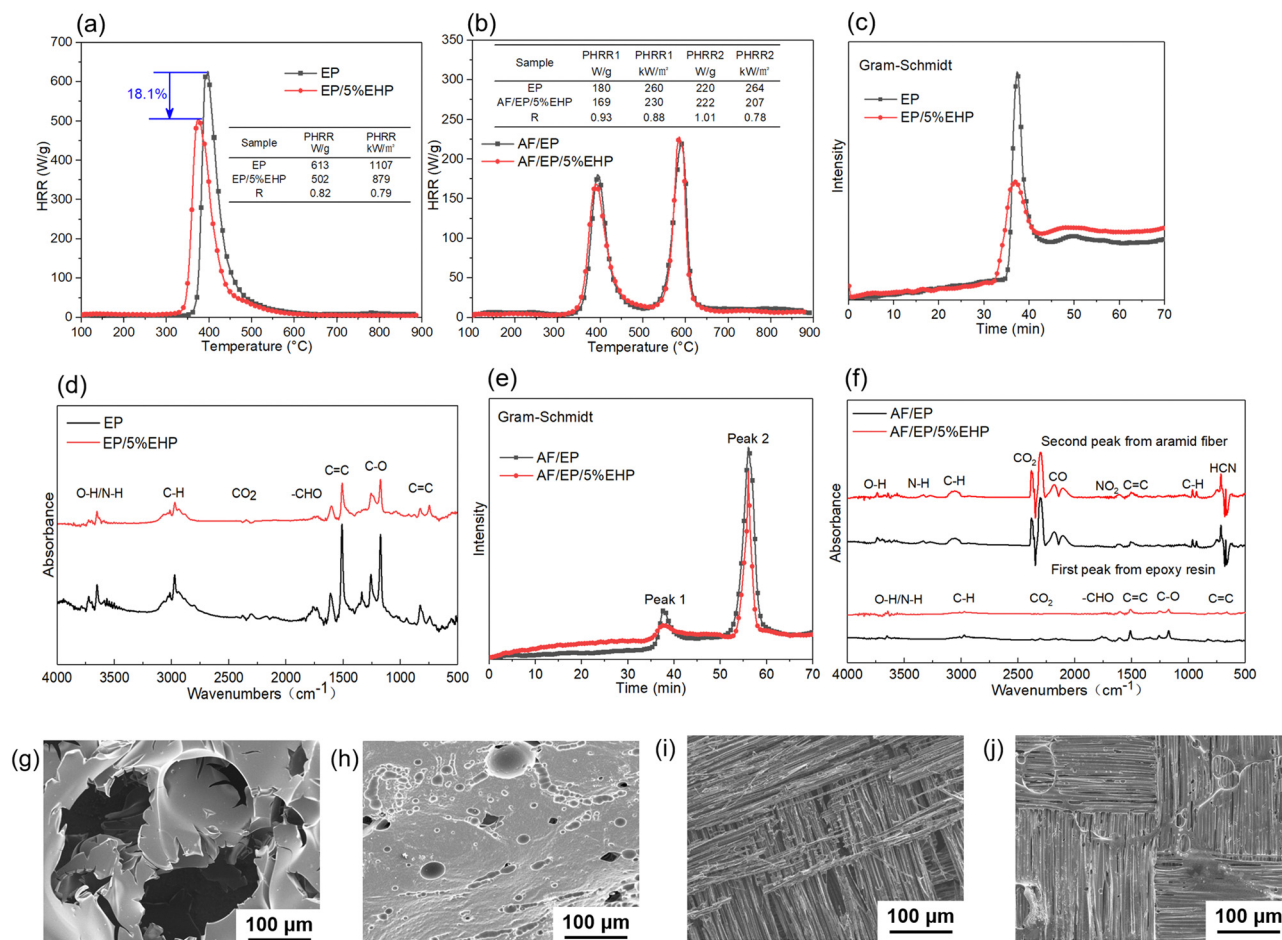 (a)
700
600
500
400
300
200
100
0
HRR (W/g)
18.1%
EP
EP/5%EHP
Sample PHRR PHRR
W/g kW/㎡
EP 613 1107
EP/5%EHP 502 879
R 0.82 0.79
100 200 300 400 500 600 700 800 900
Temperature (°C)
(b)
350
300
250
200
150
100
50
0
HRR (W/g)
Sample PHRR1 PHRR1 PHRR2 PHRR2
W/g kW/㎡ W/g kW/㎡
EP 180 260 220 264
AF/EP/5%EHP 169 230 222 207
R 0.93 0.88 1.01 0.78
AF/EP
AF/EP/5%EHP
100 200 300 400 500 600 700 800 900
Temperature (°C)
(c)
Gram-Schmidt
EP
EP/5%EHP
Intensity
0 10 20 30 40 50 60 70
Time (min)
(d)
EP
EP/5%EHP
O-H/N-H C-H CO₂ -CHO C=C C-O C=C
Absorbance
4000 3500 3000 2500 2000 1500 1000 500
Wavenumbers（cm⁻¹）
(e)
Gram-Schmidt
AF/EP
AF/EP/5%EHP
Peak 1
Peak 2
Intensity
0 10 20 30 40 50 60 70
Time (min)
(f)
AF/EP
AF/EP/5%EHP
Second peak from aramid fiber
O-H N-H C-H CO₂ CO NO₂ C=C C-H HCN
First peak from epoxy resin
O-H/N-H C-H CO₂ -CHO C=C C-O C=C
Absorbance
4000 3500 3000 2500 2000 1500 1000 500
Wavenumbers（cm⁻¹）
(g)
100 μm
(h)
100 μm
(i)
100 μm
(j)
100 μm